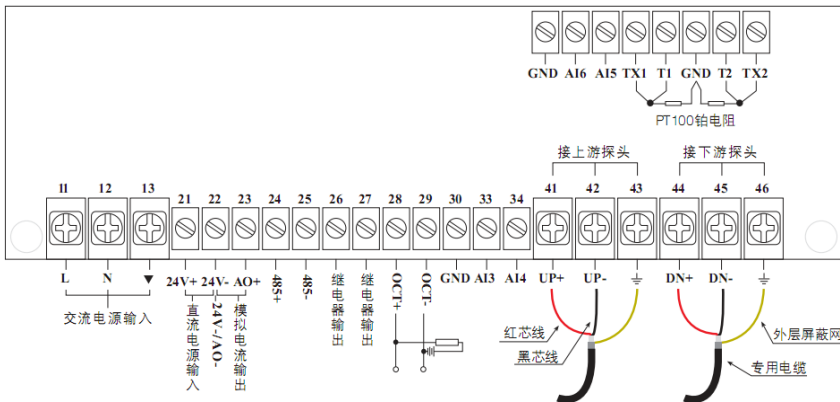 GND AI6 AI5 TX1 T1 GND T2 TX2
PT100铂电阻
接上游探头 接下游探头
11 12 13 21 22 23 24 25 26 27 28 29 30 33 34 41 42 43 44 45 46
L N ▼ 24V+ 24V- AO+ 485+ 485- 继电器输出 继电器输出 OCT+ OCT- GND AI3 AI4 UP+ UP- DN+ DN-
交流电源输入
直流电源输入
24V-/AO-
模拟电流输出
红芯线
黑芯线
外层屏蔽网
专用电缆